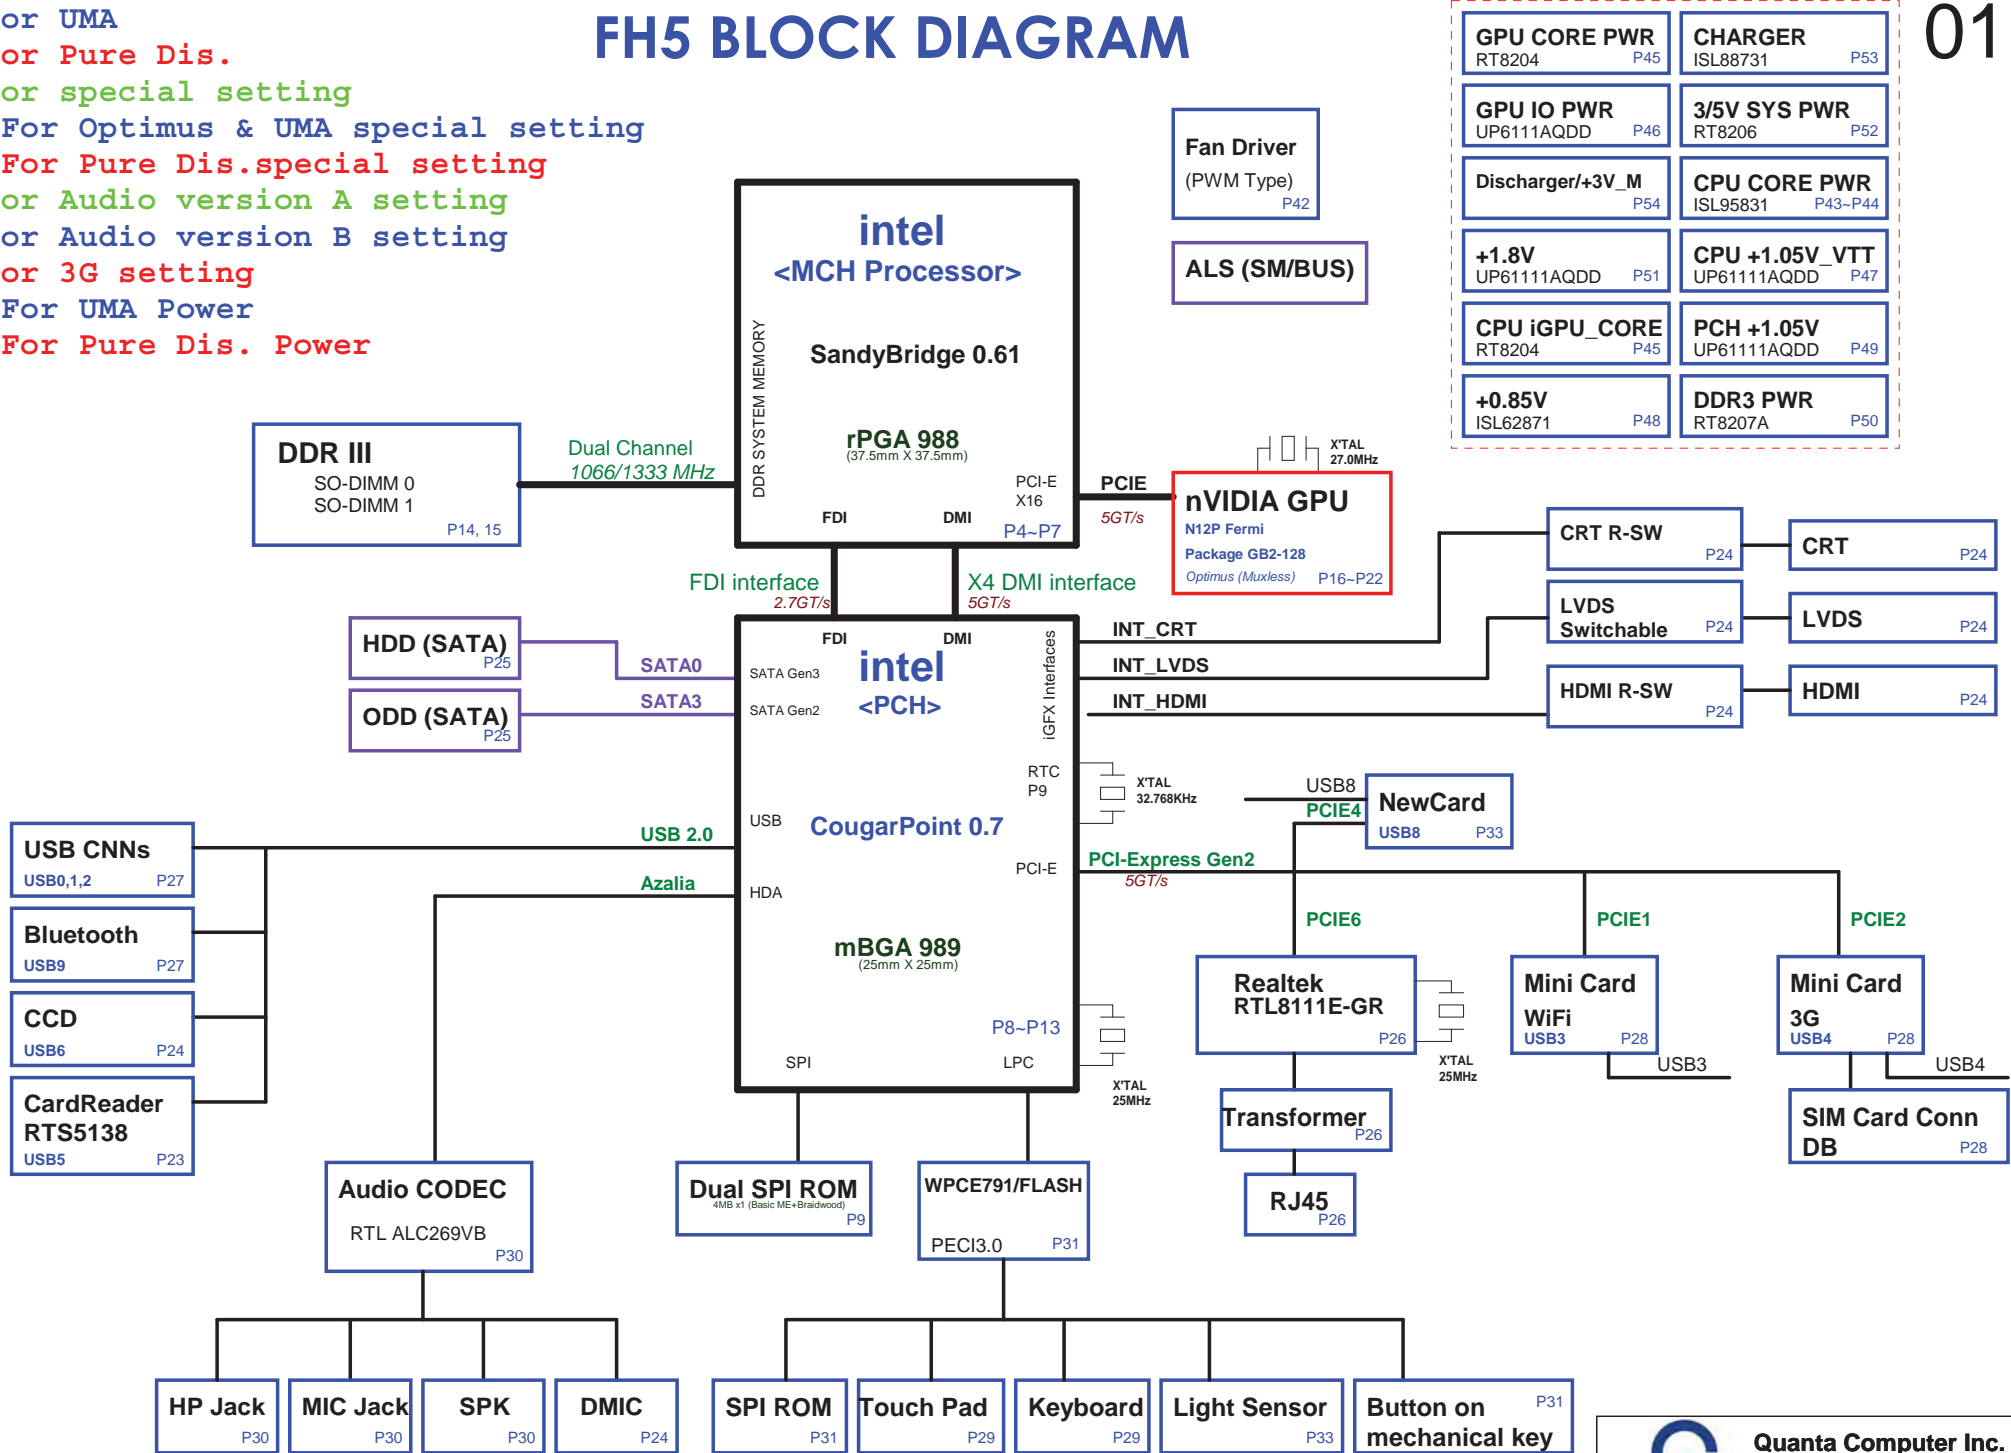 FH5 BLOCK DIAGRAM
01
or UMA
or Pure Dis.
or special setting
For Optimus & UMA special setting
For Pure Dis.special setting
or Audio version A setting
or Audio version B setting
or 3G setting
For UMA Power
For Pure Dis. Power
GPU CORE PWR
RT8204 P45
CHARGER
ISL88731 P53
GPU IO PWR
UP6111AQDD P46
3/5V SYS PWR
RT8206 P52
Discharger/+3V_M
P54
CPU CORE PWR
ISL95831 P43~P44
+1.8V
UP61111AQDD P51
CPU +1.05V_VTT
UP61111AQDD P47
CPU iGPU_CORE
RT8204 P45
PCH +1.05V
UP61111AQDD P49
+0.85V
ISL62871 P48
DDR3 PWR
RT8207A P50
Fan Driver
(PWM Type)
P42
ALS (SM/BUS)
intel
<MCH Processor>
SandyBridge 0.61
DDR SYSTEM MEMORY
rPGA 988
(37.5mm X 37.5mm)
PCI-E
X16
FDI DMI
P4~P7
DDR III
SO-DIMM 0
SO-DIMM 1
P14, 15
Dual Channel
1066/1333 MHz
PCIE
5GT/s
X'TAL
27.0MHz
nVIDIA GPU
N12P Fermi
Package GB2-128
Optimus (Muxless) P16~P22
FDI interface
2.7GT/s
X4 DMI interface
5GT/s
CRT R-SW
P24
CRT
P24
LVDS
Switchable P24
LVDS
P24
HDMI R-SW
P24
HDMI
P24
HDD (SATA)
P25
ODD (SATA)
P25
SATA0
SATA3
FDI DMI
intel
<PCH>
SATA Gen3
SATA Gen2
iGFX Interfaces
INT_CRT
INT_LVDS
INT_HDMI
RTC
P9
X'TAL
32.768KHz
USB
CougarPoint 0.7
PCI-E
HDA
mBGA 989
(25mm X 25mm)
P8~P13
SPI
LPC
X'TAL
25MHz
USB 2.0
Azalia
USB CNNs
USB0,1,2 P27
Bluetooth
USB9 P27
CCD
USB6 P24
CardReader
RTS5138
USB5 P23
USB8
PCIE4
NewCard
USB8 P33
PCI-Express Gen2
5GT/s
PCIE6
PCIE1
PCIE2
Realtek
RTL8111E-GR
P26
X'TAL
25MHz
Mini Card
WiFi
USB3 P28
USB3
Mini Card
3G
USB4 P28
USB4
Transformer
P26
RJ45
P26
SIM Card Conn
DB P28
Audio CODEC
RTL ALC269VB
P30
Dual SPI ROM
4MB x1 (Basic ME+Braidwood)
P9
WPCE791/FLASH
PECI3.0 P31
HP Jack
P30
MIC Jack
P30
SPK
P30
DMIC
P24
SPI ROM
P31
Touch Pad
P29
Keyboard
P29
Light Sensor
P33
Button on P31
mechanical key
Quanta Computer Inc.